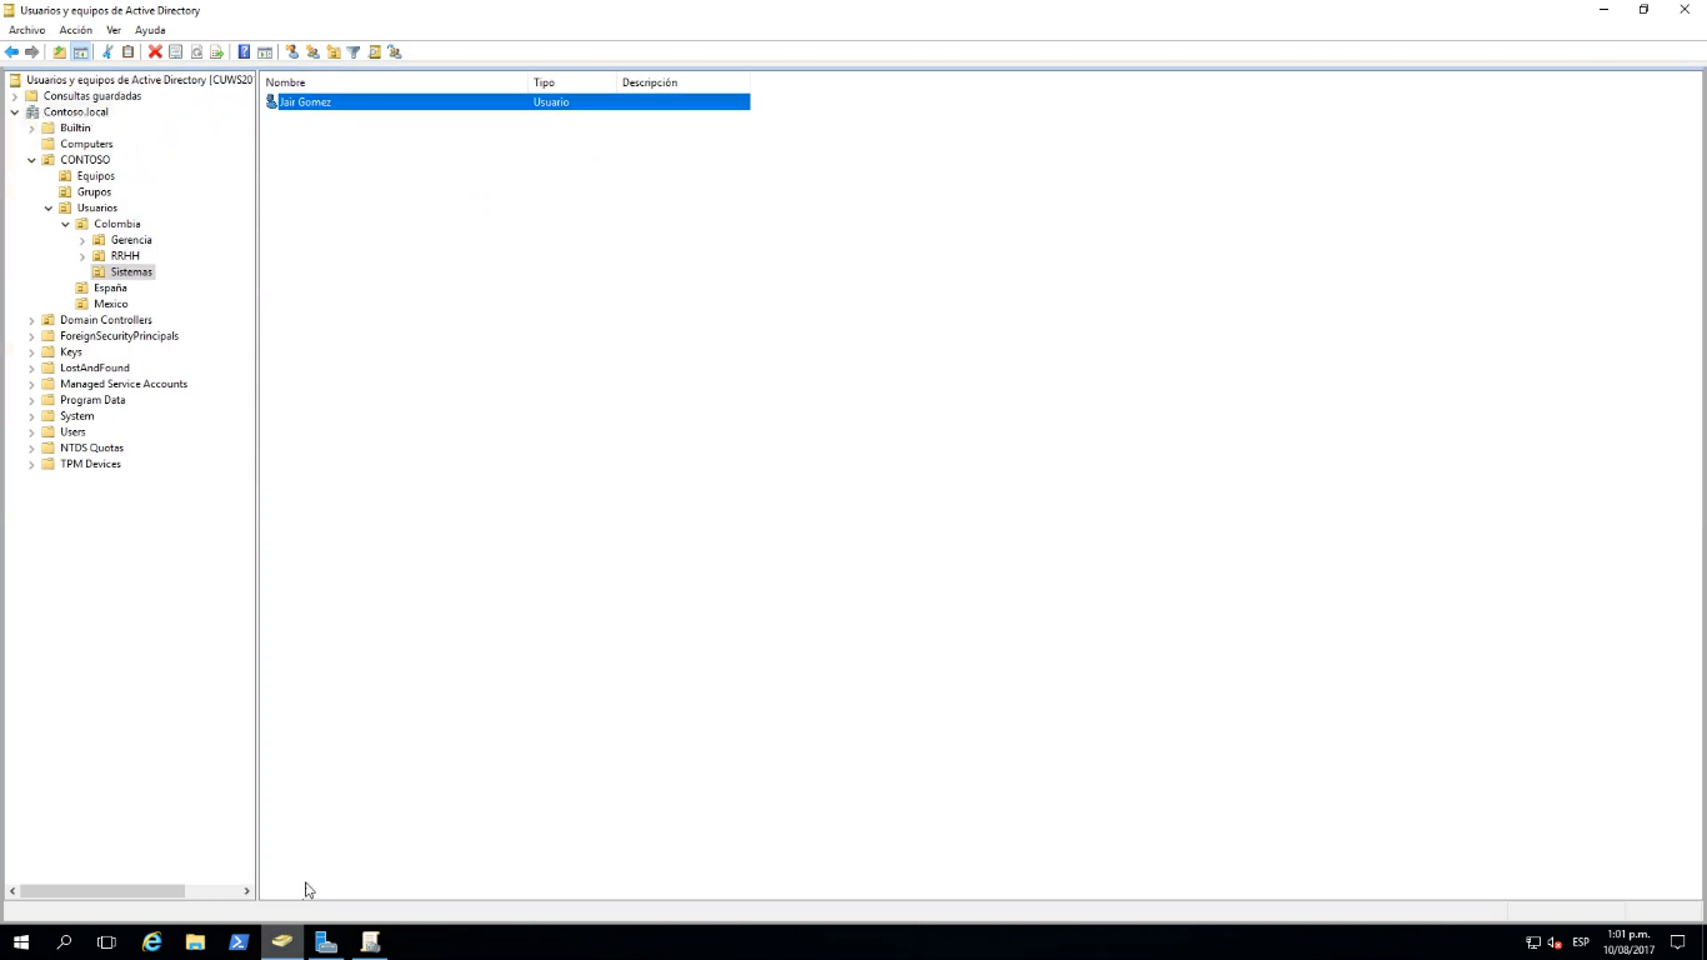 Usuarios y equipos de Active Directory
Archivo Acción Ver Ayuda
Usuarios y equipos de Active Directory [CUWS20
Consultas guardadas
Contoso.local
Builtin
Computers
CONTOSO
Equipos
Grupos
Usuarios
Colombia
Gerencia
RRHH
Sistemas
España
Mexico
Domain Controllers
ForeignSecurityPrincipals
Keys
LostAndFound
Managed Service Accounts
Program Data
System
Users
NTDS Quotas
TPM Devices
Nombre Tipo Descripción
Jair Gomez Usuario
ESP
1:01 p.m.
10/08/2017